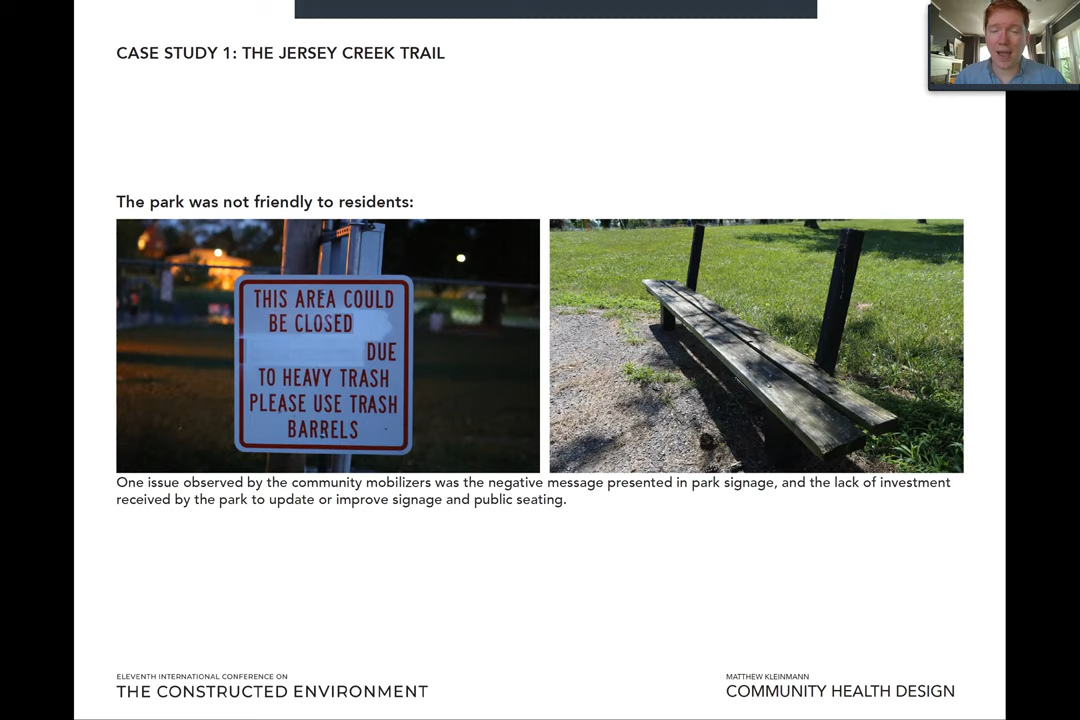 CASE STUDY 1: THE JERSEY CREEK TRAIL
The park was not friendly to residents:
THIS AREA COULD
BE CLOSED
DUE
TO HEAVY TRASH
PLEASE USE TRASH
BARRELS
One issue observed by the community mobilizers was the negative message presented in park signage, and the lack of investment
received by the park to update or improve signage and public seating.
ELEVENTH INTERNATIONAL CONFERENCE ON
THE CONSTRUCTED ENVIRONMENT
MATTHEW KLEINMANN
COMMUNITY HEALTH DESIGN